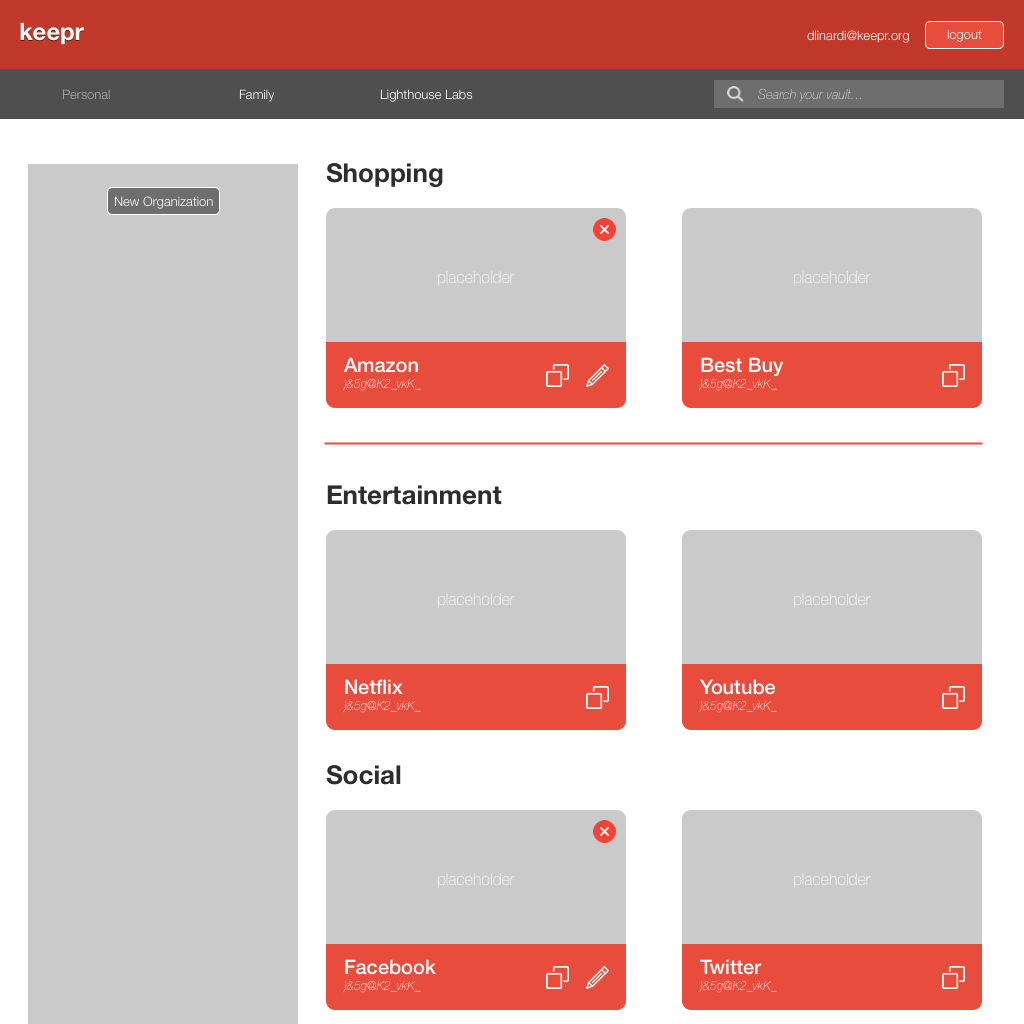 keepr
dlinardi@keepr.org
logout
Personal
Family
Lighthouse Labs
Search your vault...
New Organization
Shopping
placeholder
placeholder
Amazon
}&5g@K2_vkK_
Best Buy
}&5g@K2_vkK_
Entertainment
placeholder
placeholder
Netflix
}&5g@K2_vkK_
Youtube
}&5g@K2_vkK_
Social
placeholder
placeholder
Facebook
}&5g@K2_vkK_
Twitter
}&5g@K2_vkK_